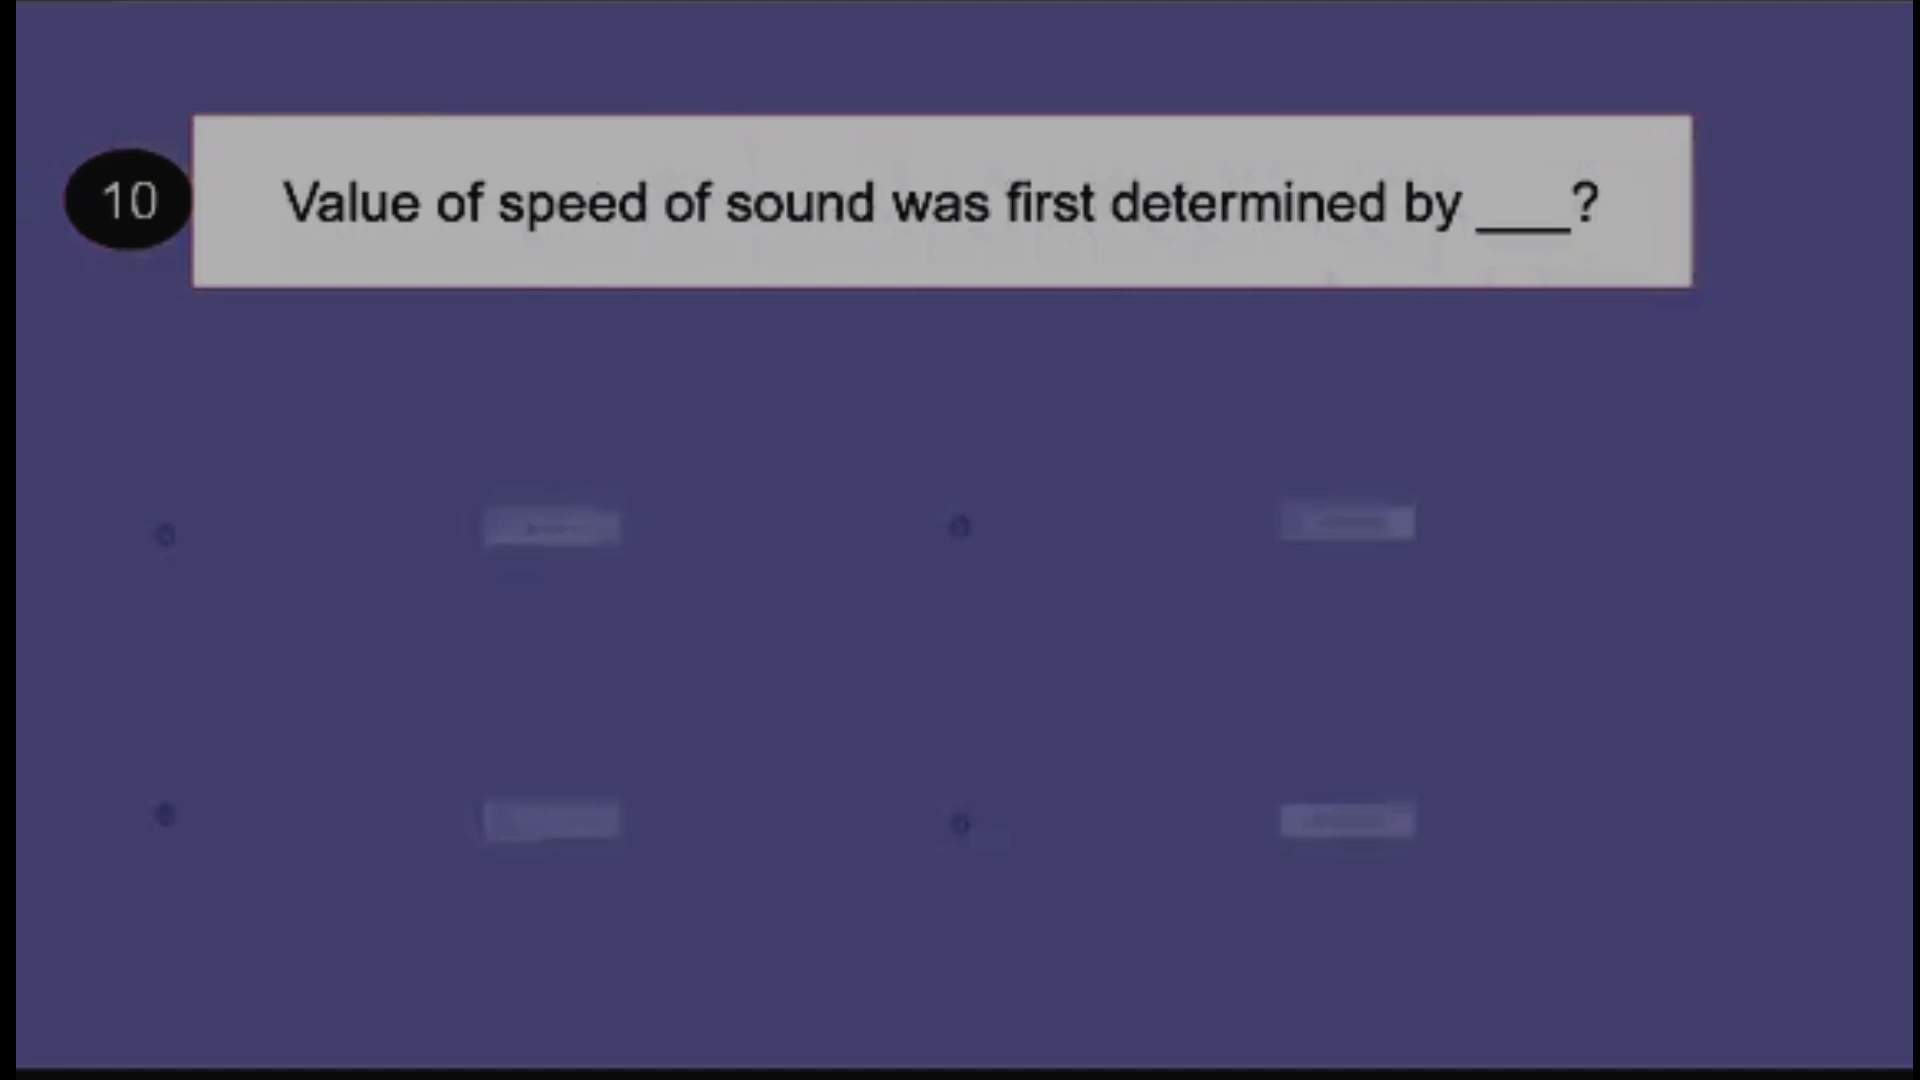 10
Value of speed of sound was first determined by ___?